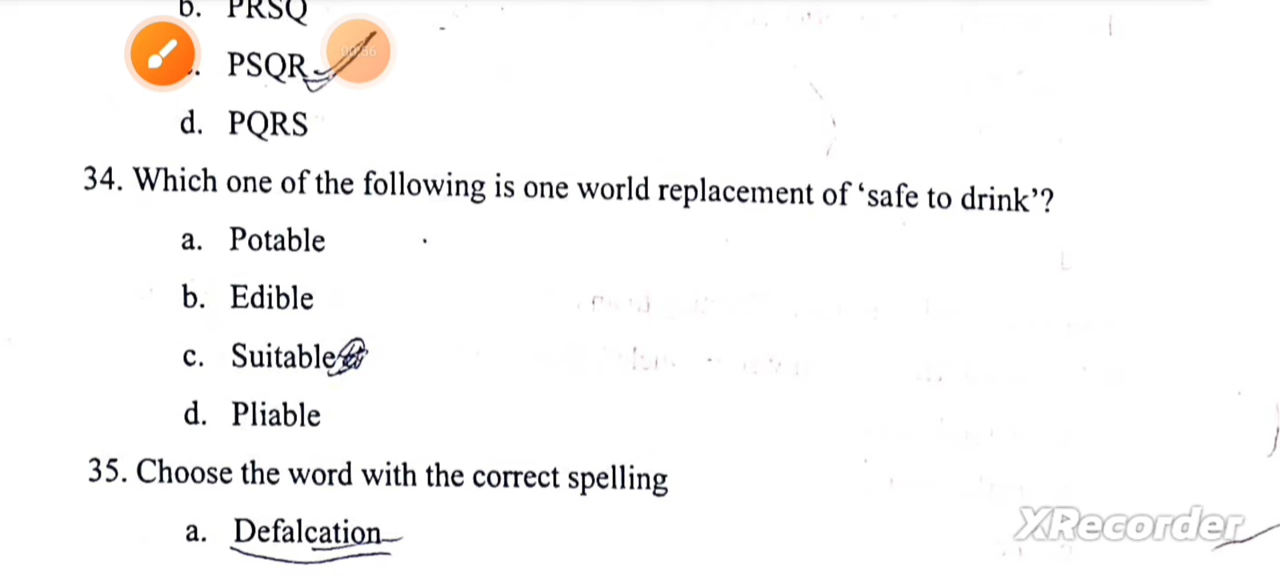 b. PRSQ
. PSQR
d. PQRS
34. Which one of the following is one world replacement of ‘safe to drink’?
a. Potable
b. Edible
c. Suitable
d. Pliable
35. Choose the word with the correct spelling
a. Defalcation
XRecorder